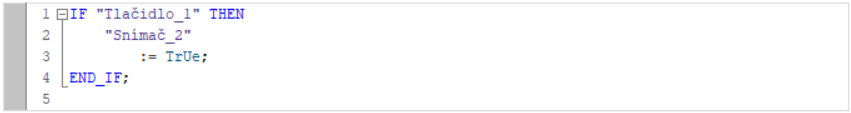 1 IF "Tlačidlo_1" THEN
2 "Snímač_2"
3 := TrUe;
4 END_IF;
5